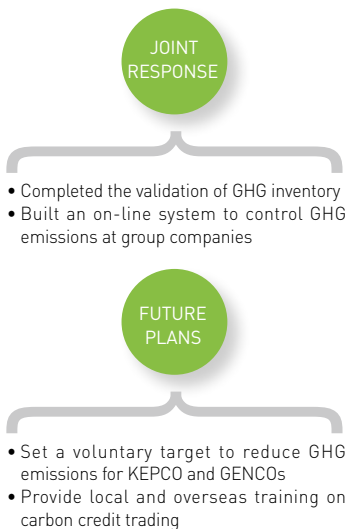 JOINT
RESPONSE
• Completed the validation of GHG inventory
• Built an on-line system to control GHG
emissions at group companies
FUTURE
PLANS
• Set a voluntary target to reduce GHG
emissions for KEPCO and GENCOs
• Provide local and overseas training on
carbon credit trading